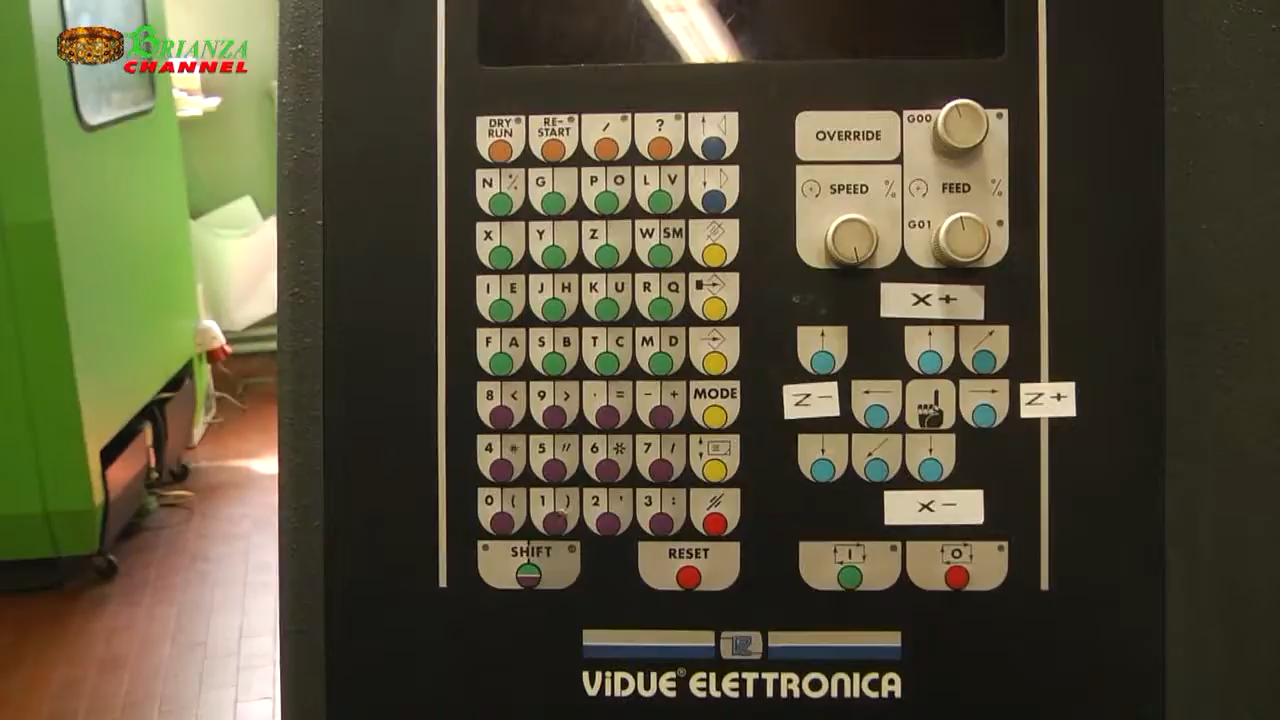 BRIANZA
CHANNEL
DRY RUN RE-START / ?
OVERRIDE
G00
N % G P O L V
SPEED % FEED %
G01
X Y Z W SM
X+
I E J H K U R Q
F A S B T C M D
8 < 9 > . = - + MODE
Z- Z+
4 # 5 " 6 * 7 /
0 ( 1 ) 2 ' 3 :
X-
SHIFT RESET I O
ViDUE® ELETTRONICA